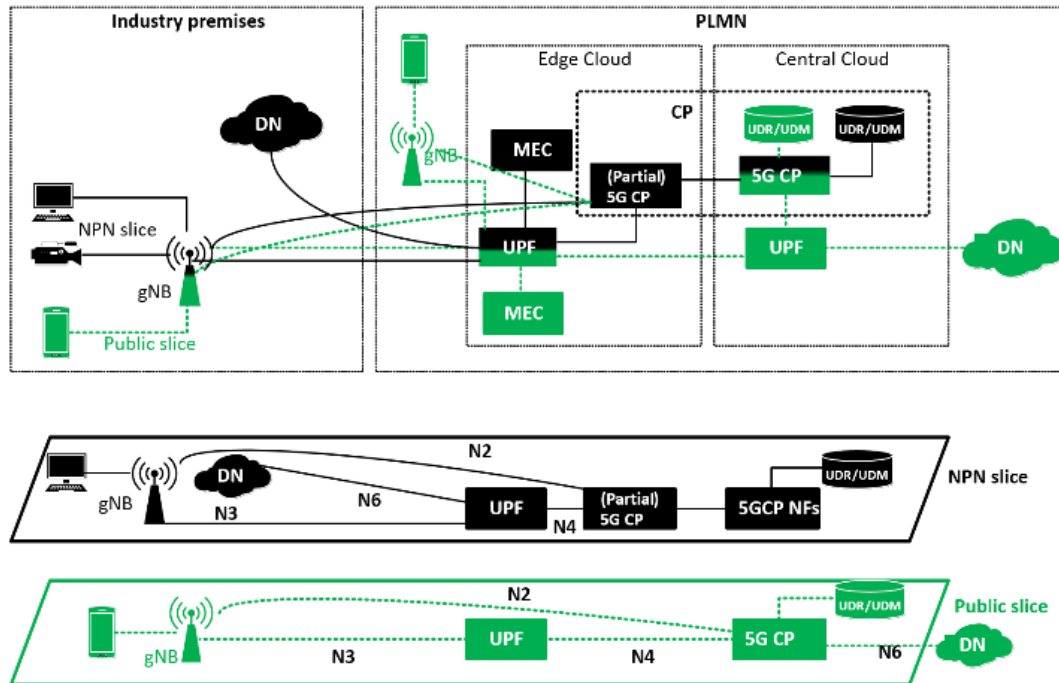 Industry premises
PLMN
Edge Cloud
Central Cloud
DN
CP
gNB
MEC
UDR/UDM
UDR/UDM
(Partial)
5G CP
5G CP
NPN slice
UPF
UPF
DN
gNB
MEC
Public slice
N2
UDR/UDM
NPN slice
DN
gNB
N6
(Partial)
5G CP
UPF
5GCP NFs
N3
N4
N2
UDR/UDM
Public slice
UPF
5G CP
DN
gNB
N3
N4
N6